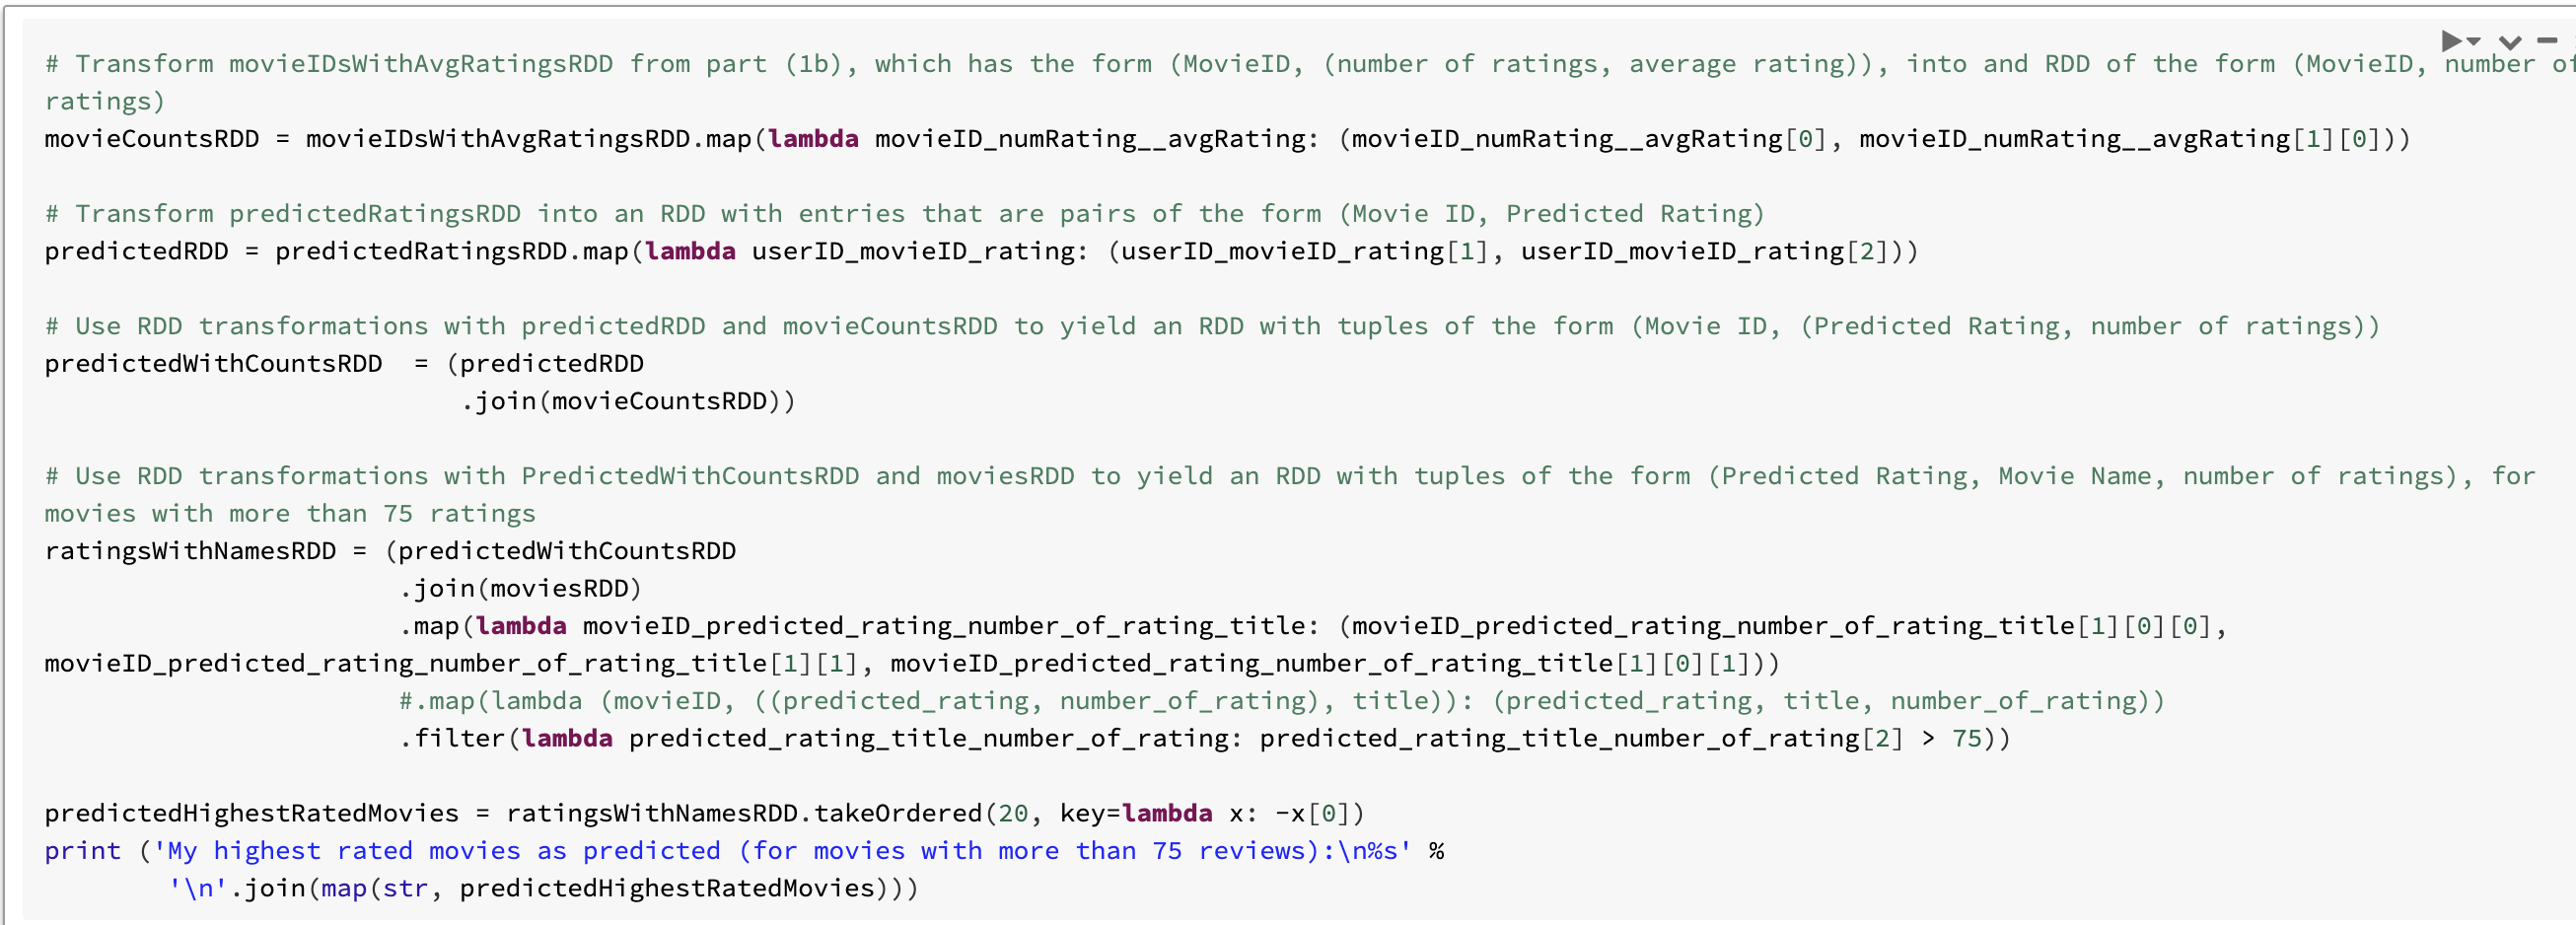 # Transform movieIDsWithAvgRatingsRDD from part (1b), which has the form (MovieID, (number of ratings, average rating)), into and RDD of the form (MovieID, number of
ratings)
movieCountsRDD = movieIDsWithAvgRatingsRDD.map(lambda movieID_numRating__avgRating: (movieID_numRating__avgRating[0], movieID_numRating__avgRating[1][0]))

# Transform predictedRatingsRDD into an RDD with entries that are pairs of the form (Movie ID, Predicted Rating)
predictedRDD = predictedRatingsRDD.map(lambda userID_movieID_rating: (userID_movieID_rating[1], userID_movieID_rating[2]))

# Use RDD transformations with predictedRDD and movieCountsRDD to yield an RDD with tuples of the form (Movie ID, (Predicted Rating, number of ratings))
predictedWithCountsRDD  = (predictedRDD
                           .join(movieCountsRDD))

# Use RDD transformations with PredictedWithCountsRDD and moviesRDD to yield an RDD with tuples of the form (Predicted Rating, Movie Name, number of ratings), for
movies with more than 75 ratings
ratingsWithNamesRDD = (predictedWithCountsRDD
                       .join(moviesRDD)
                       .map(lambda movieID_predicted_rating_number_of_rating_title: (movieID_predicted_rating_number_of_rating_title[1][0][0],
movieID_predicted_rating_number_of_rating_title[1][1], movieID_predicted_rating_number_of_rating_title[1][0][1]))
                       #.map(lambda (movieID, ((predicted_rating, number_of_rating), title)): (predicted_rating, title, number_of_rating))
                       .filter(lambda predicted_rating_title_number_of_rating: predicted_rating_title_number_of_rating[2] > 75))

predictedHighestRatedMovies = ratingsWithNamesRDD.takeOrdered(20, key=lambda x: -x[0])
print ('My highest rated movies as predicted (for movies with more than 75 reviews):\n%s' %
        '\n'.join(map(str, predictedHighestRatedMovies)))